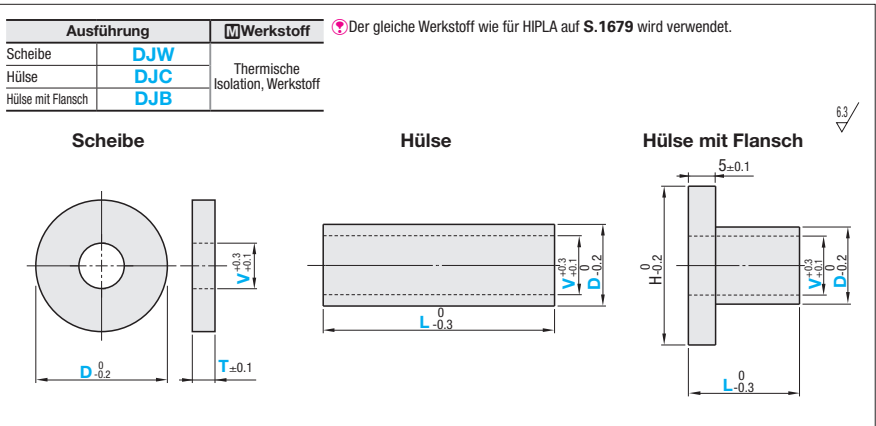 Ausführung MWerkstoff
Der gleiche Werkstoff wie für HIPLA auf S.1679 wird verwendet.
Scheibe DJW
Hülse DJC
Hülse mit Flansch DJB
Thermische
Isolation, Werkstoff
6.3
Scheibe
Hülse
Hülse mit Flansch
5±0.1
V +0.3 +0.1
D 0 -0.2
T±0.1
V +0.3 +0.1
D 0 -0.2
L 0 -0.3
H 0 -0.2
V +0.3 +0.1
D 0 -0.2
L 0 -0.3